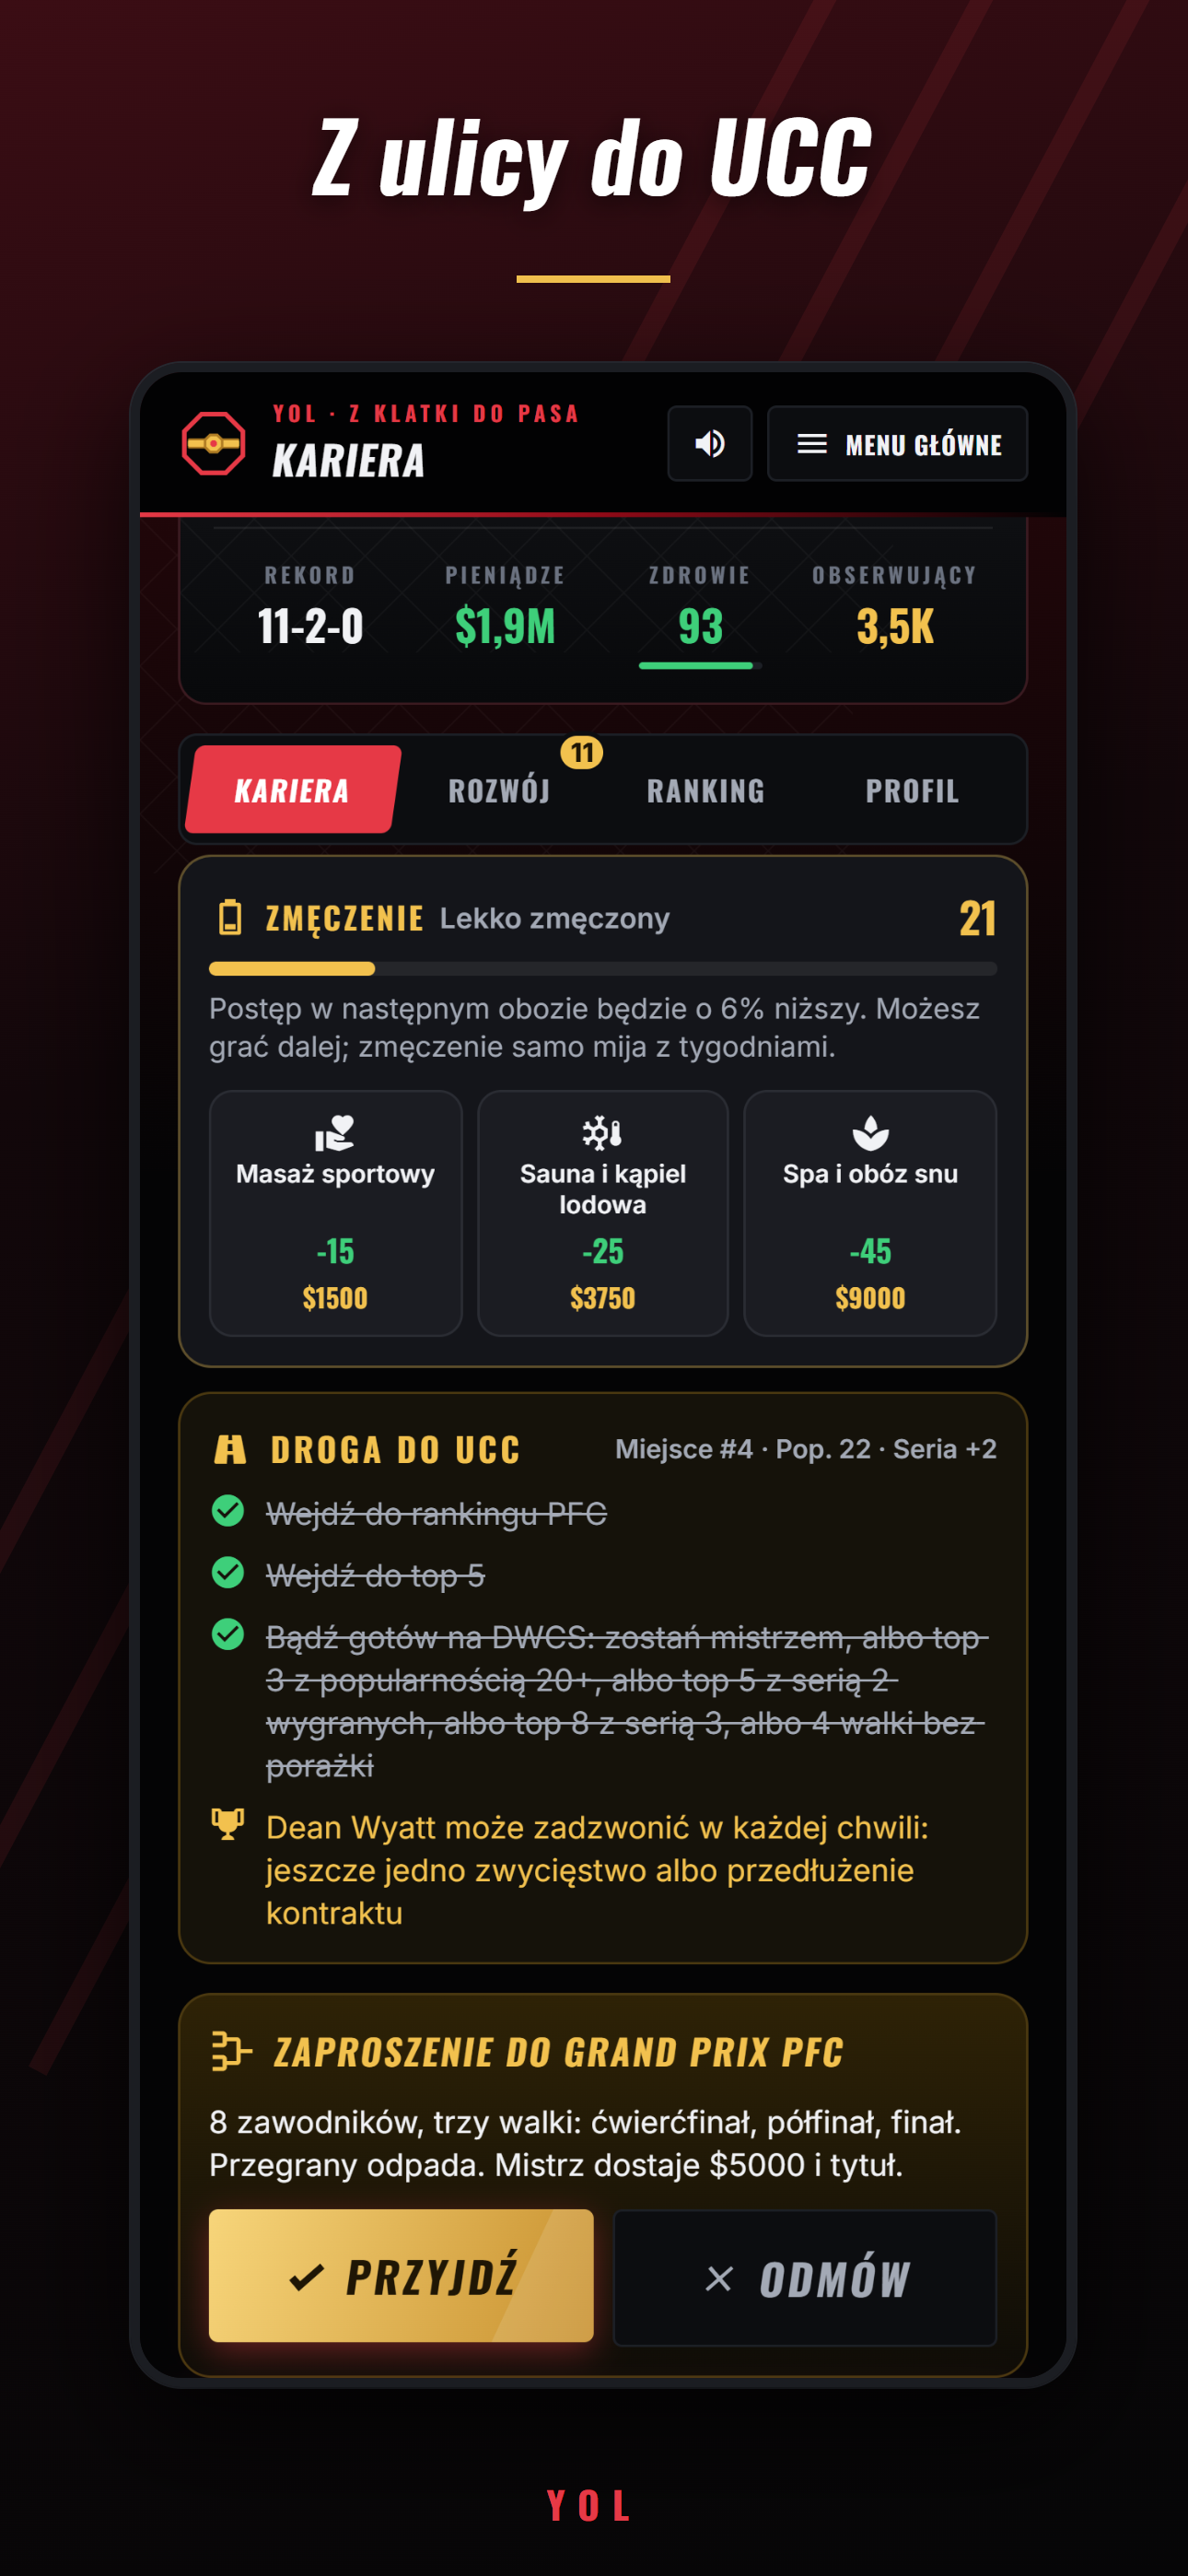 Z ulicy do UCC
YOL · Z KLATKI DO PASA
KARIERA
MENU GŁÓWNE
REKORD PIENIĄDZE ZDROWIE OBSERWUJĄCY
11-2-0 $1,9M 93 3,5K
11
KARIERA ROZWÓJ RANKING PROFIL
ZMĘCZENIE Lekko zmęczony 21
Postęp w następnym obozie będzie o 6% niższy. Możesz
grać dalej; zmęczenie samo mija z tygodniami.
Masaż sportowy Sauna i kąpiel Spa i obóz snu
lodowa
-15 -25 -45
$1500 $3750 $9000
DROGA DO UCC Miejsce #4 · Pop. 22 · Seria +2
Wejdź do rankingu PFC
Wejdź do top 5
Bądź gotów na DWCS: zostań mistrzem, albo top
3 z popularnością 20+, albo top 5 z serią 2
wygranych, albo top 8 z serią 3, albo 4 walki bez
porażki
Dean Wyatt może zadzwonić w każdej chwili:
jeszcze jedno zwycięstwo albo przedłużenie
kontraktu
ZAPROSZENIE DO GRAND PRIX PFC
8 zawodników, trzy walki: ćwierćfinał, półfinał, finał.
Przegrany odpada. Mistrz dostaje $5000 i tytuł.
PRZYJDŹ ODMÓW
YOL